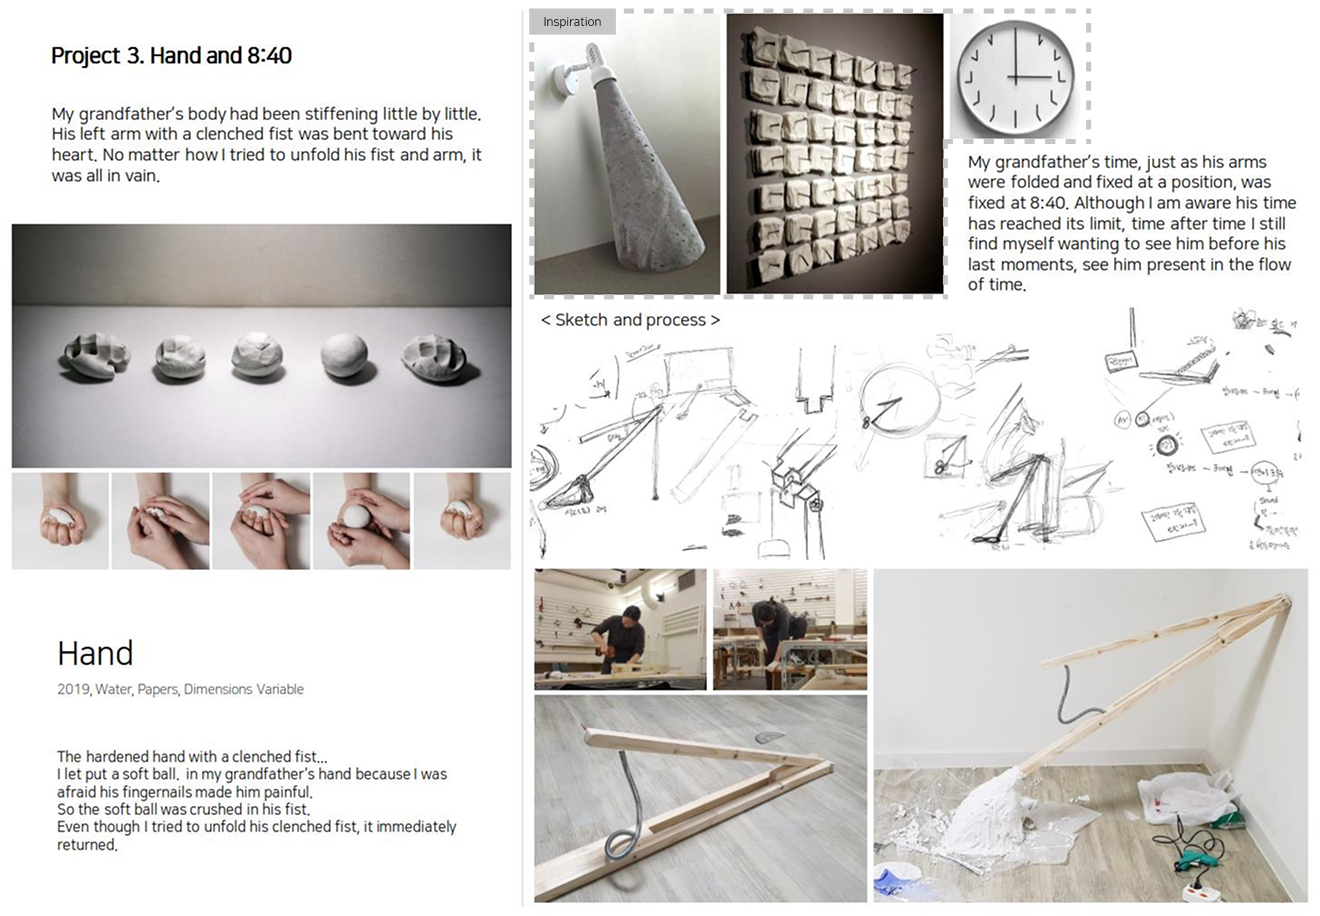 Project 3. Hand and 8:40
My grandfather's body had been stiffening little by little.
His left arm with a clenched fist was bent toward his
heart. No matter how I tried to unfold his fist and arm, it
was all in vain.
Hand
2019, Water, Papers, Dimensions Variable
The hardened hand with a clenched fist...
I let put a soft ball. in my grandfather's hand because I was
afraid his fingernails made him painful.
So the soft ball was crushed in his fist.
Even though I tried to unfold his clenched fist, it immediately
returned.
Inspiration
My grandfather's time, just as his arms
were folded and fixed at a position, was
fixed at 8:40. Although I am aware his time
has reached its limit, time after time I still
find myself wanting to see him before his
last moments, see him present in the flow
of time.
< Sketch and process >
Sound